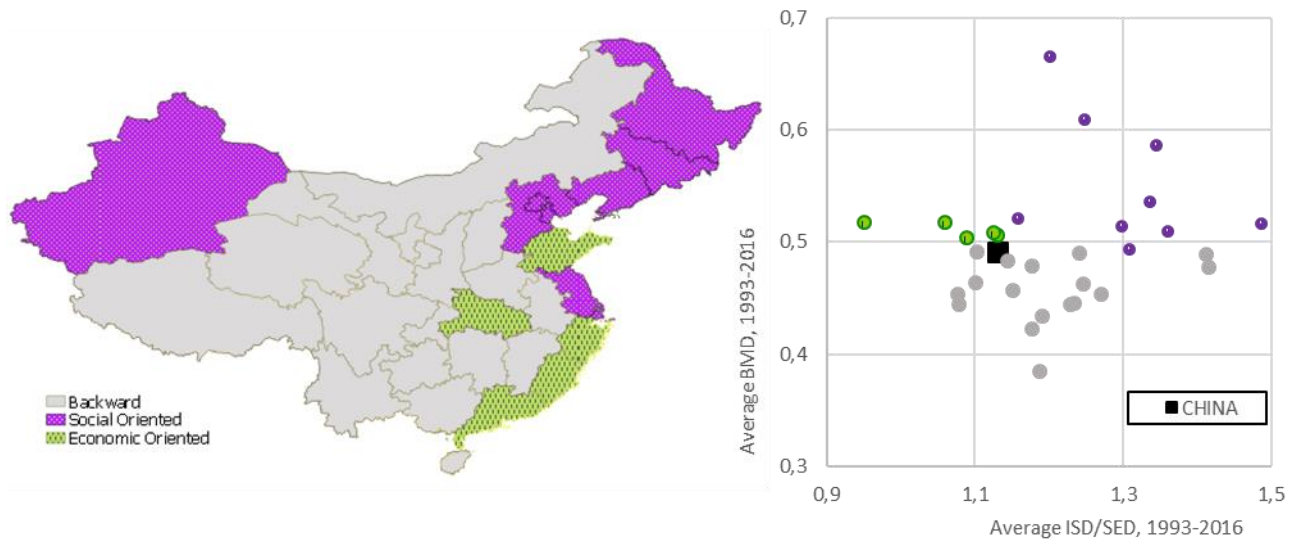 Backward
Social Oriented
Economic Oriented
Average BMD, 1993-2016
0,7
0,6
0,5
0,4
0,3
CHINA
0,9
1,1
1,3
1,5
Average ISD/SED, 1993-2016